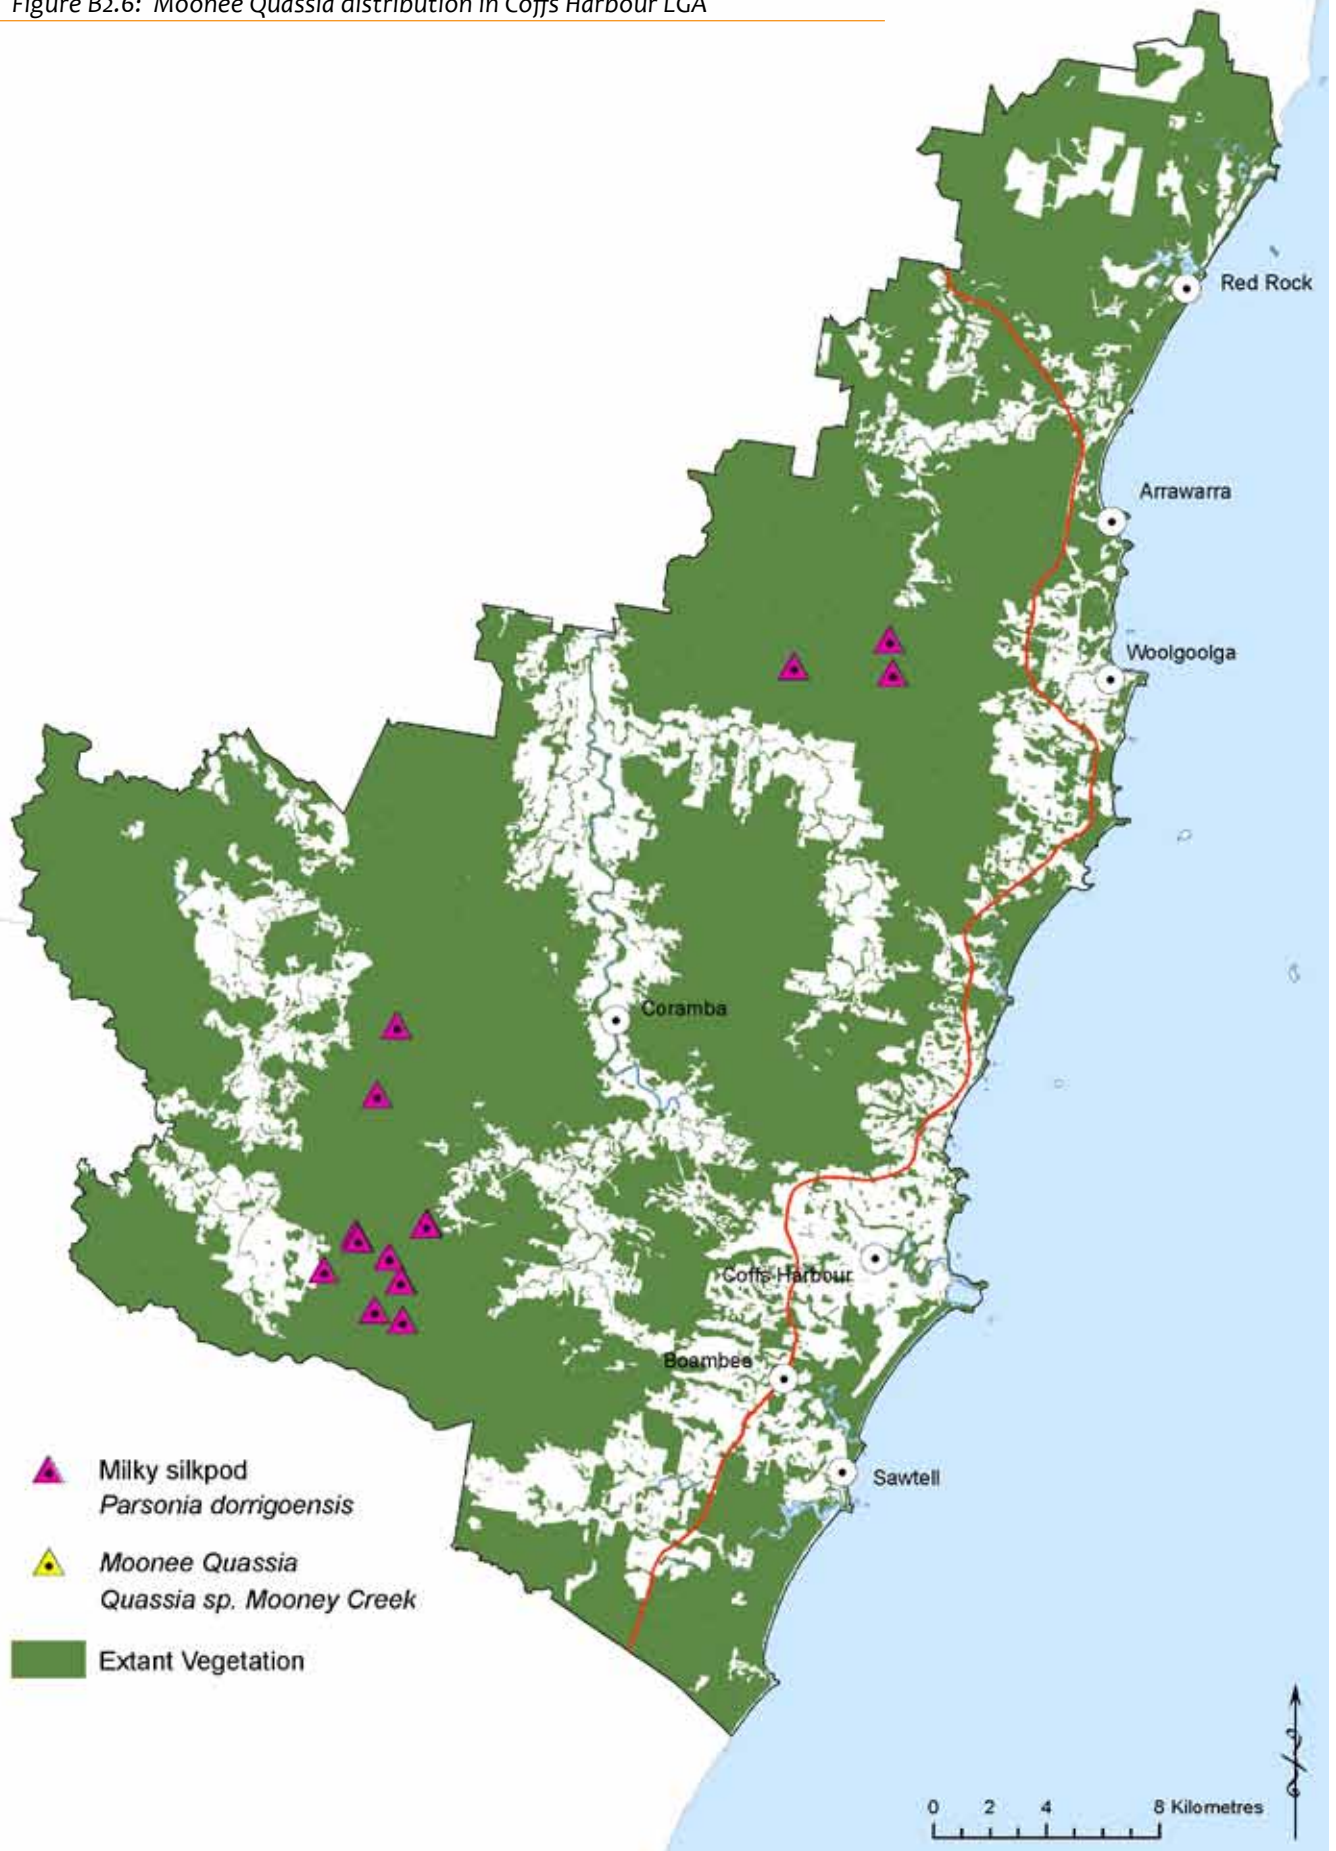 Figure B2.6: Moonee Quassia distribution in Coffs Harbour LGA
Red Rock
Arrawarra
Woolgoolga
Coramba
Coffs Harbour
Boambee
Sawtell
Milky silkpod
Parsonia dorrigoensis
Moonee Quassia
Quassia sp. Mooney Creek
Extant Vegetation
0 2 4 8 Kilometres